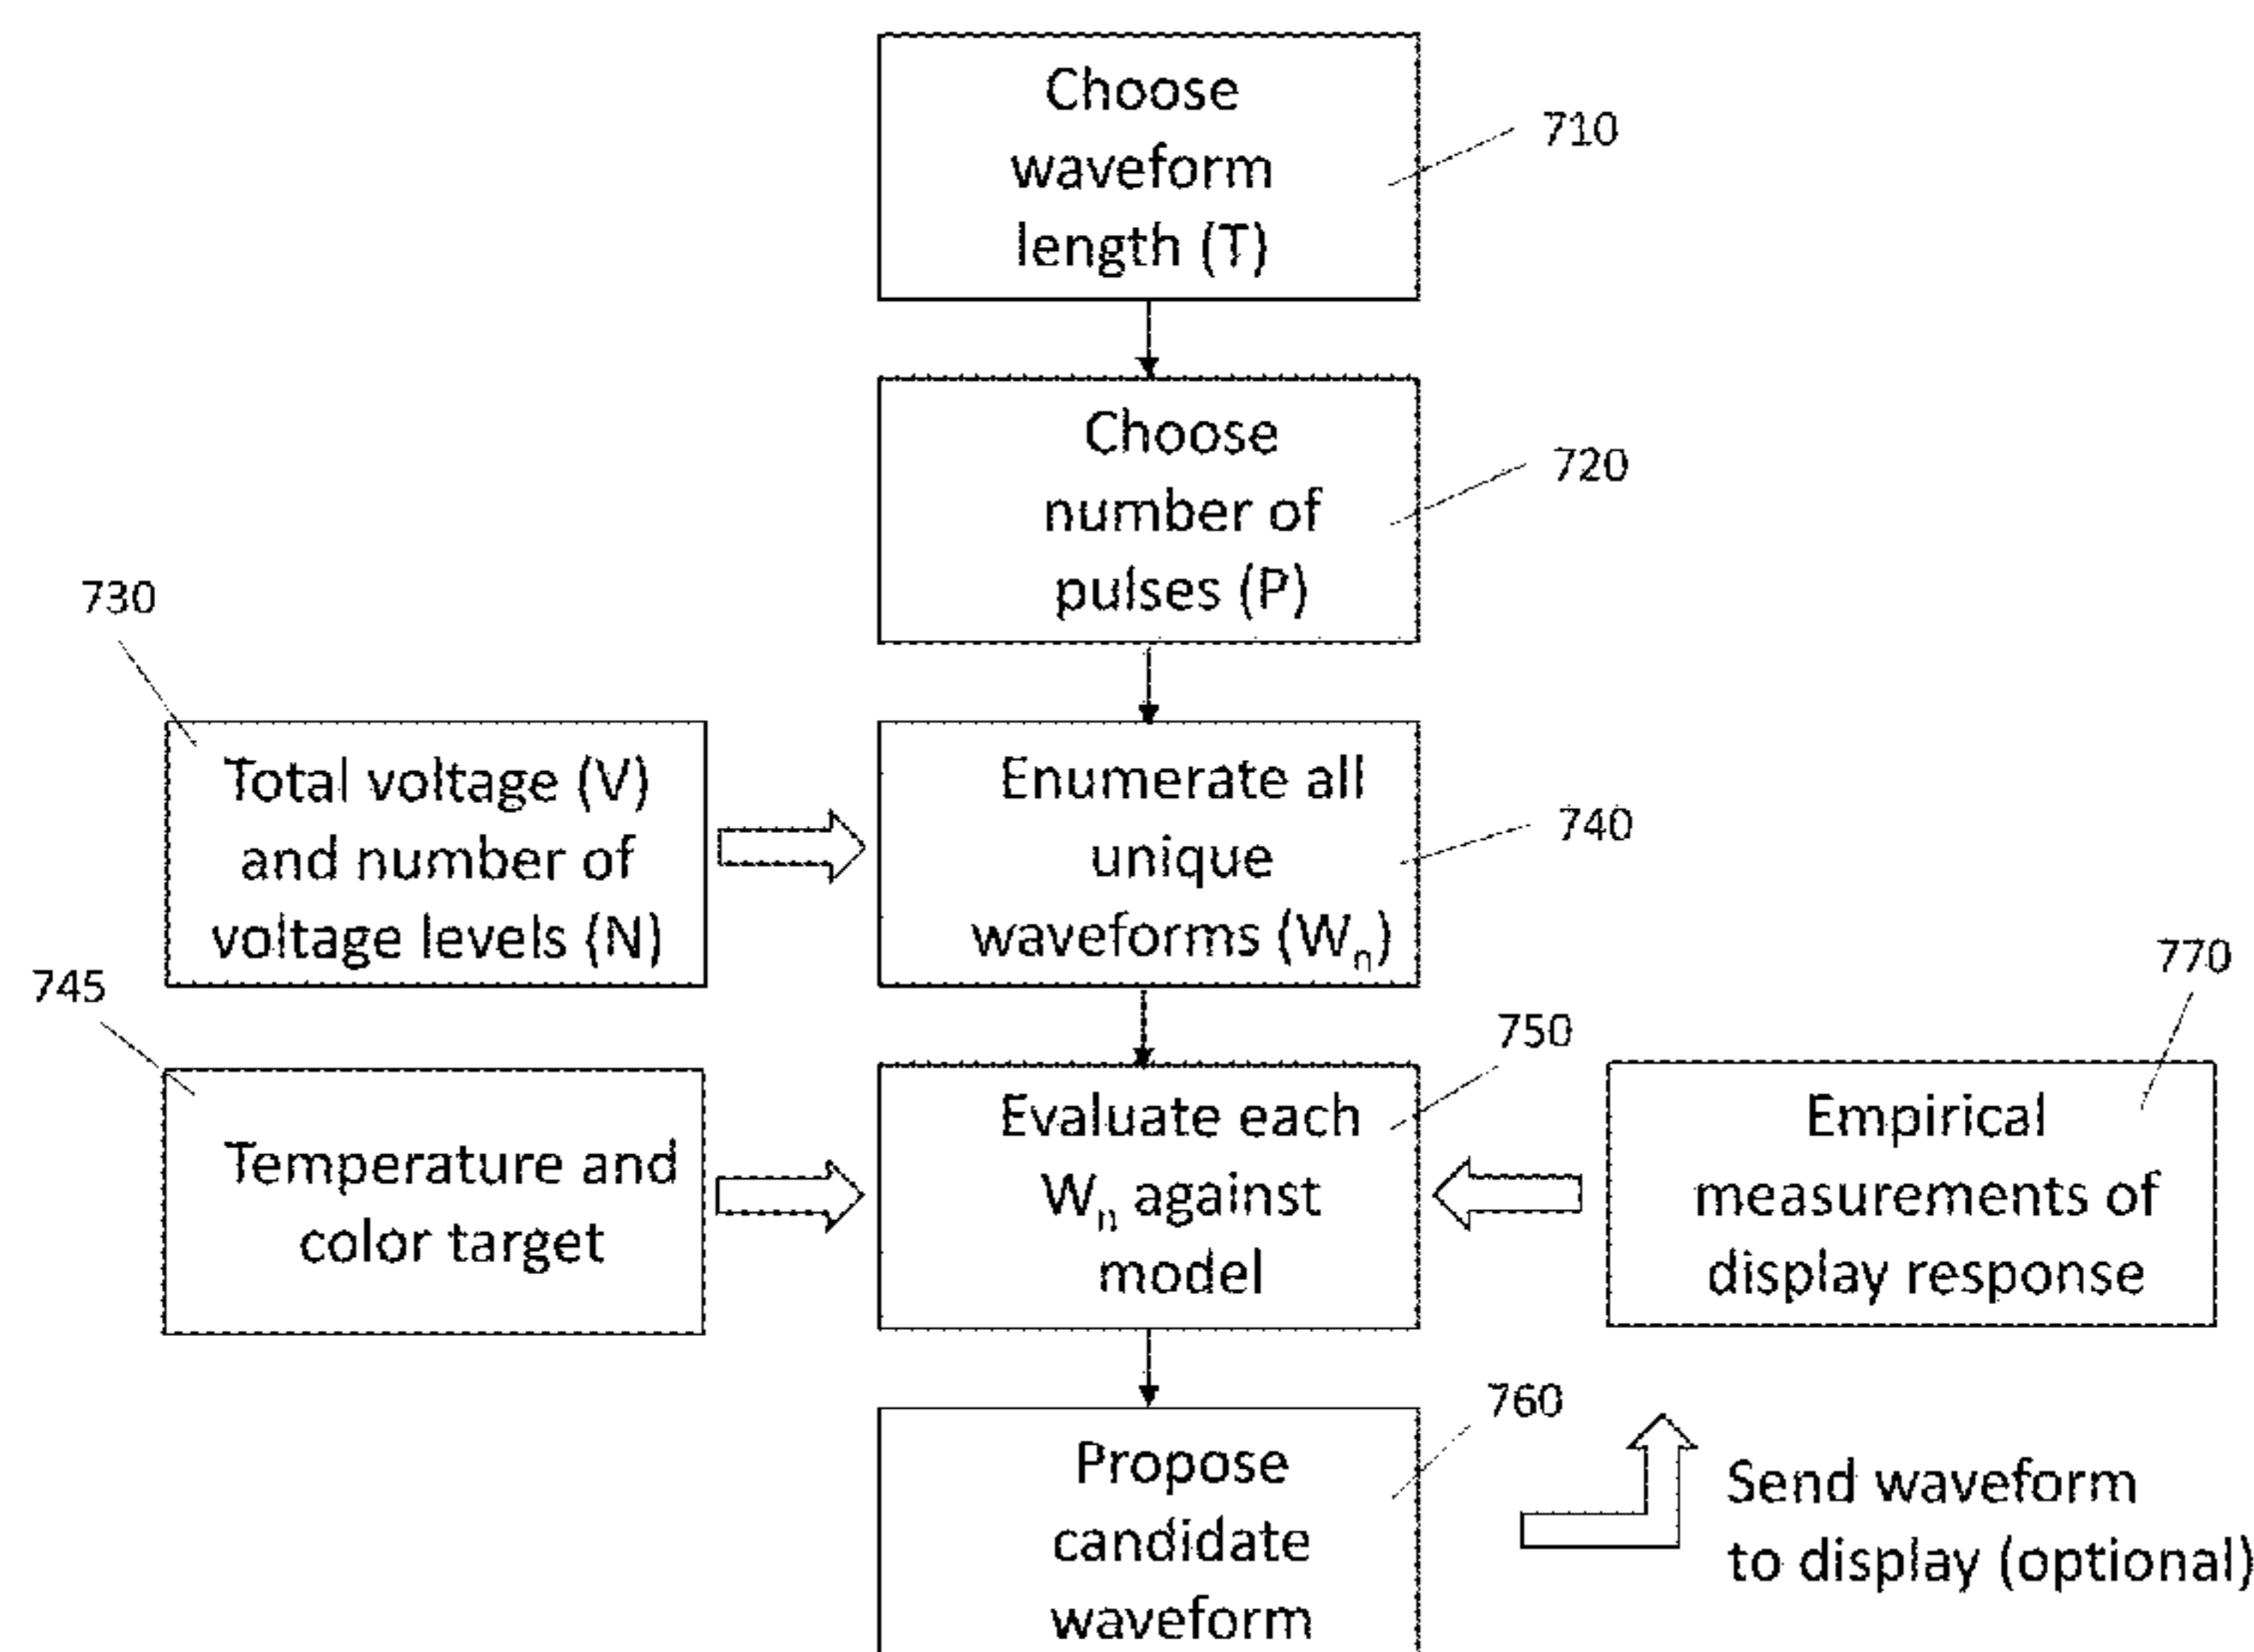 Choose
waveform
length (T)
710
Choose
number of
pulses (P)
720
730
Total voltage (V)
and number of
voltage levels (N)
Enumerate all
unique
waveforms (Wn)
740
745
Temperature and
color target
750
Evaluate each
Wn against
model
770
Empirical
measurements of
display response
760
Propose
candidate
waveform
Send waveform
to display (optional)